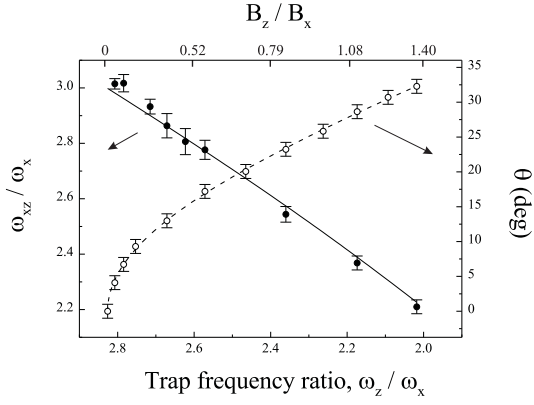 B_z / B_x
0 0.52 0.79 1.08 1.40
3.0 2.8 2.6 2.4 2.2
ω_xz / ω_x
35 30 25 20 15 10 5 0
θ (deg)
2.8 2.6 2.4 2.2 2.0
Trap frequency ratio, ω_z / ω_x